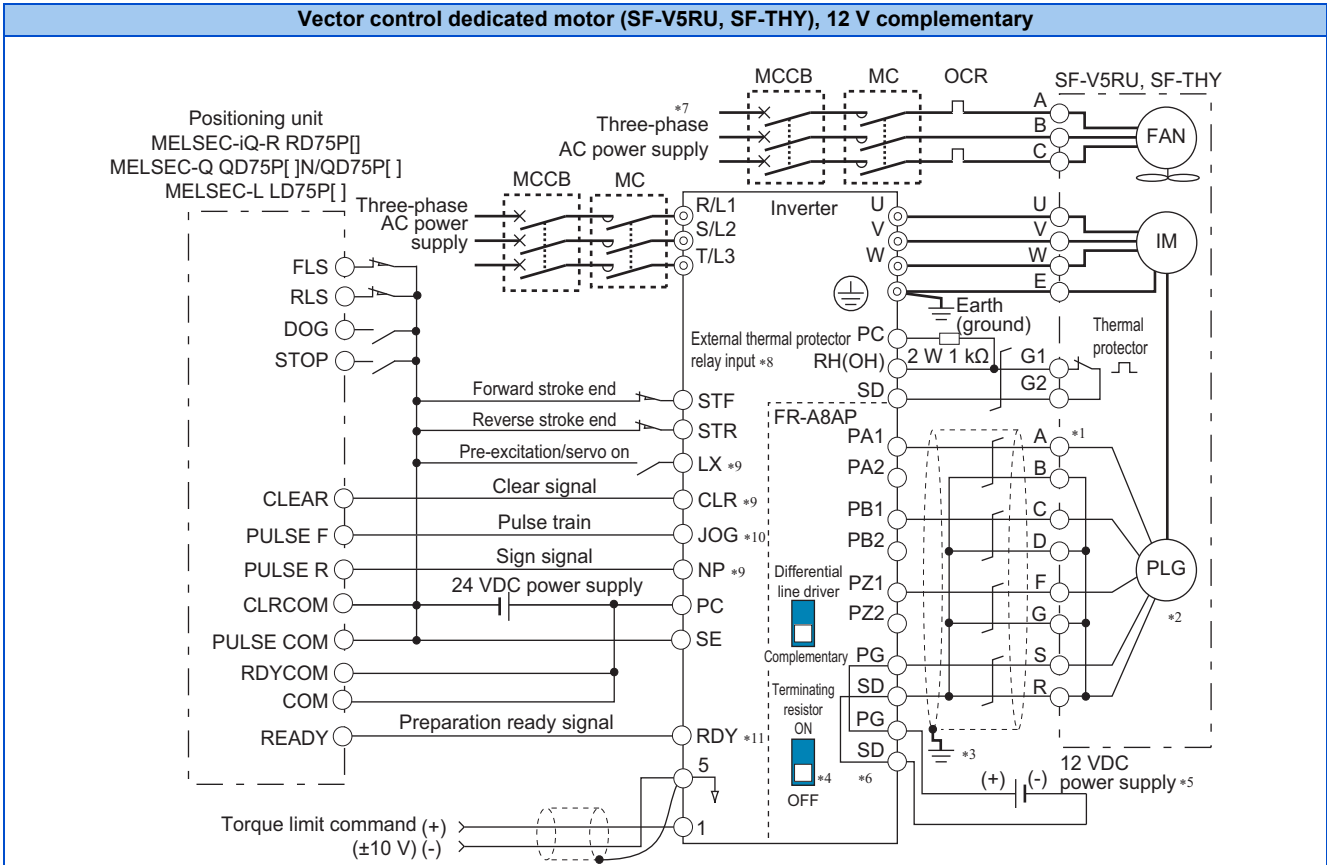 Vector control dedicated motor (SF-V5RU, SF-THY), 12 V complementary
MCCB
MC
OCR
SF-V5RU, SF-THY
Positioning unit
MELSEC-iQ-R RD75P[]
MELSEC-Q QD75P[ ]N/QD75P[ ]
MELSEC-L LD75P[ ]
*7
Three-phase
AC power supply
A
B
C
FAN
MCCB
MC
Three-phase
AC power
supply
R/L1
S/L2
T/L3
Inverter
U
V
W
U
V
W
E
IM
Earth
(ground)
FLS
RLS
DOG
STOP
External thermal protector
relay input *8
PC
RH(OH)
SD
2 W 1 kΩ
G1
G2
Thermal
protector
Forward stroke end
STF
Reverse stroke end
STR
Pre-excitation/servo on
LX *9
CLEAR
Clear signal
CLR *9
PULSE F
Pulse train
JOG *10
PULSE R
Sign signal
NP *9
CLRCOM
24 VDC power supply
PC
PULSE COM
SE
RDYCOM
COM
READY
Preparation ready signal
RDY *11
5
1
Torque limit command (+)
(±10 V) (-)
FR-A8AP
PA1
PA2
PB1
PB2
PZ1
PZ2
PG
SD
PG
SD
Differential
line driver
Complementary
Terminating
resistor
ON
*4
OFF
*6
A *1
B
C
D
F
G
S
R
PLG
*2
*3
12 VDC
power supply *5
(+) (-)